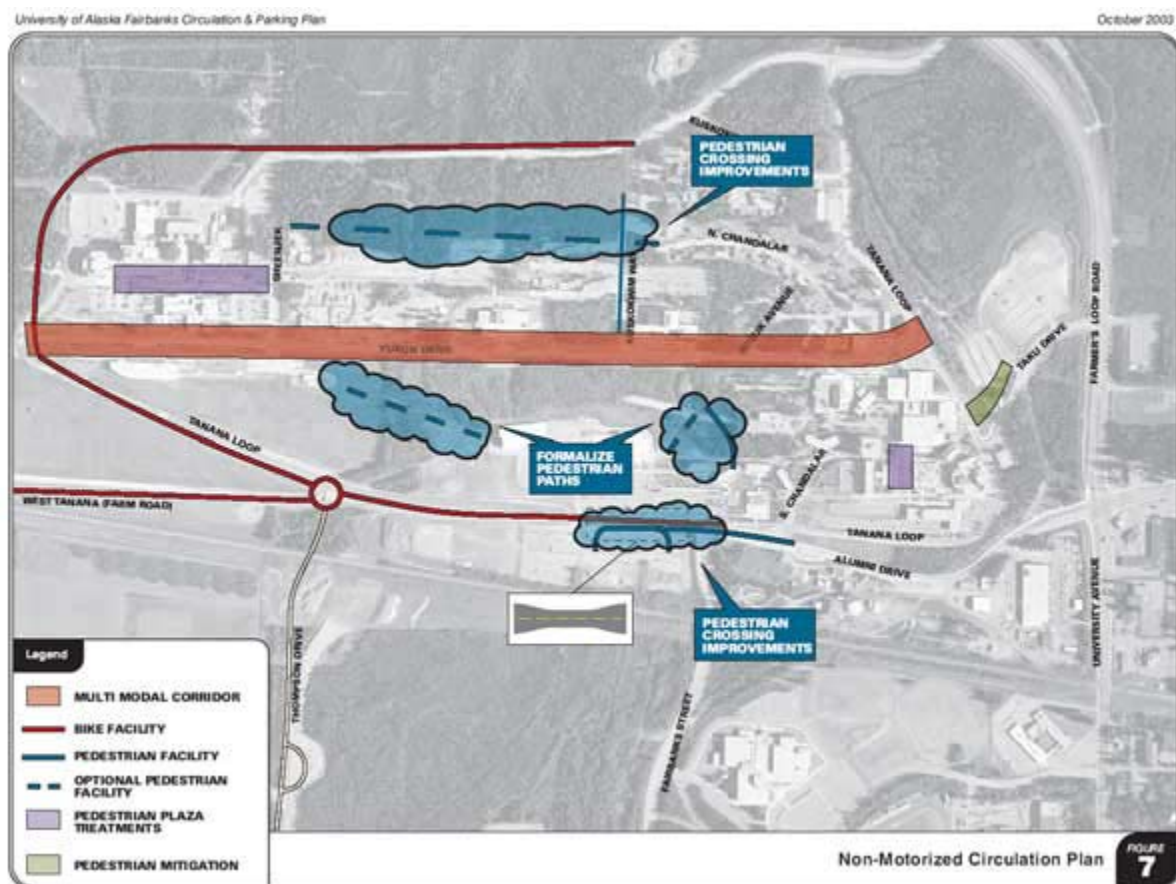 University of Alaska Fairbanks Circulation & Parking Plan
October 2003
PEDESTRIAN
CROSSING
IMPROVEMENTS
N. CHANDALAR
GREENLEK
TANANA LOOP
TAKU DRIVE
FARMER'S LOOP ROAD
FORMALIZE
PEDESTRIAN
PATHS
TANANA LOOP
WEST TANANA (FARM ROAD)
S. CHANDALAR
TANANA LOOP
ALUMNI DRIVE
UNIVERSITY AVENUE
PEDESTRIAN
CROSSING
IMPROVEMENTS
THOMPSON DRIVE
FAIRBANKS STREET
Legend
MULTI MODAL CORRIDOR
BIKE FACILITY
PEDESTRIAN FACILITY
OPTIONAL PEDESTRIAN
FACILITY
PEDESTRIAN PLAZA
TREATMENTS
PEDESTRIAN MITIGATION
Non-Motorized Circulation Plan
FIGURE
7